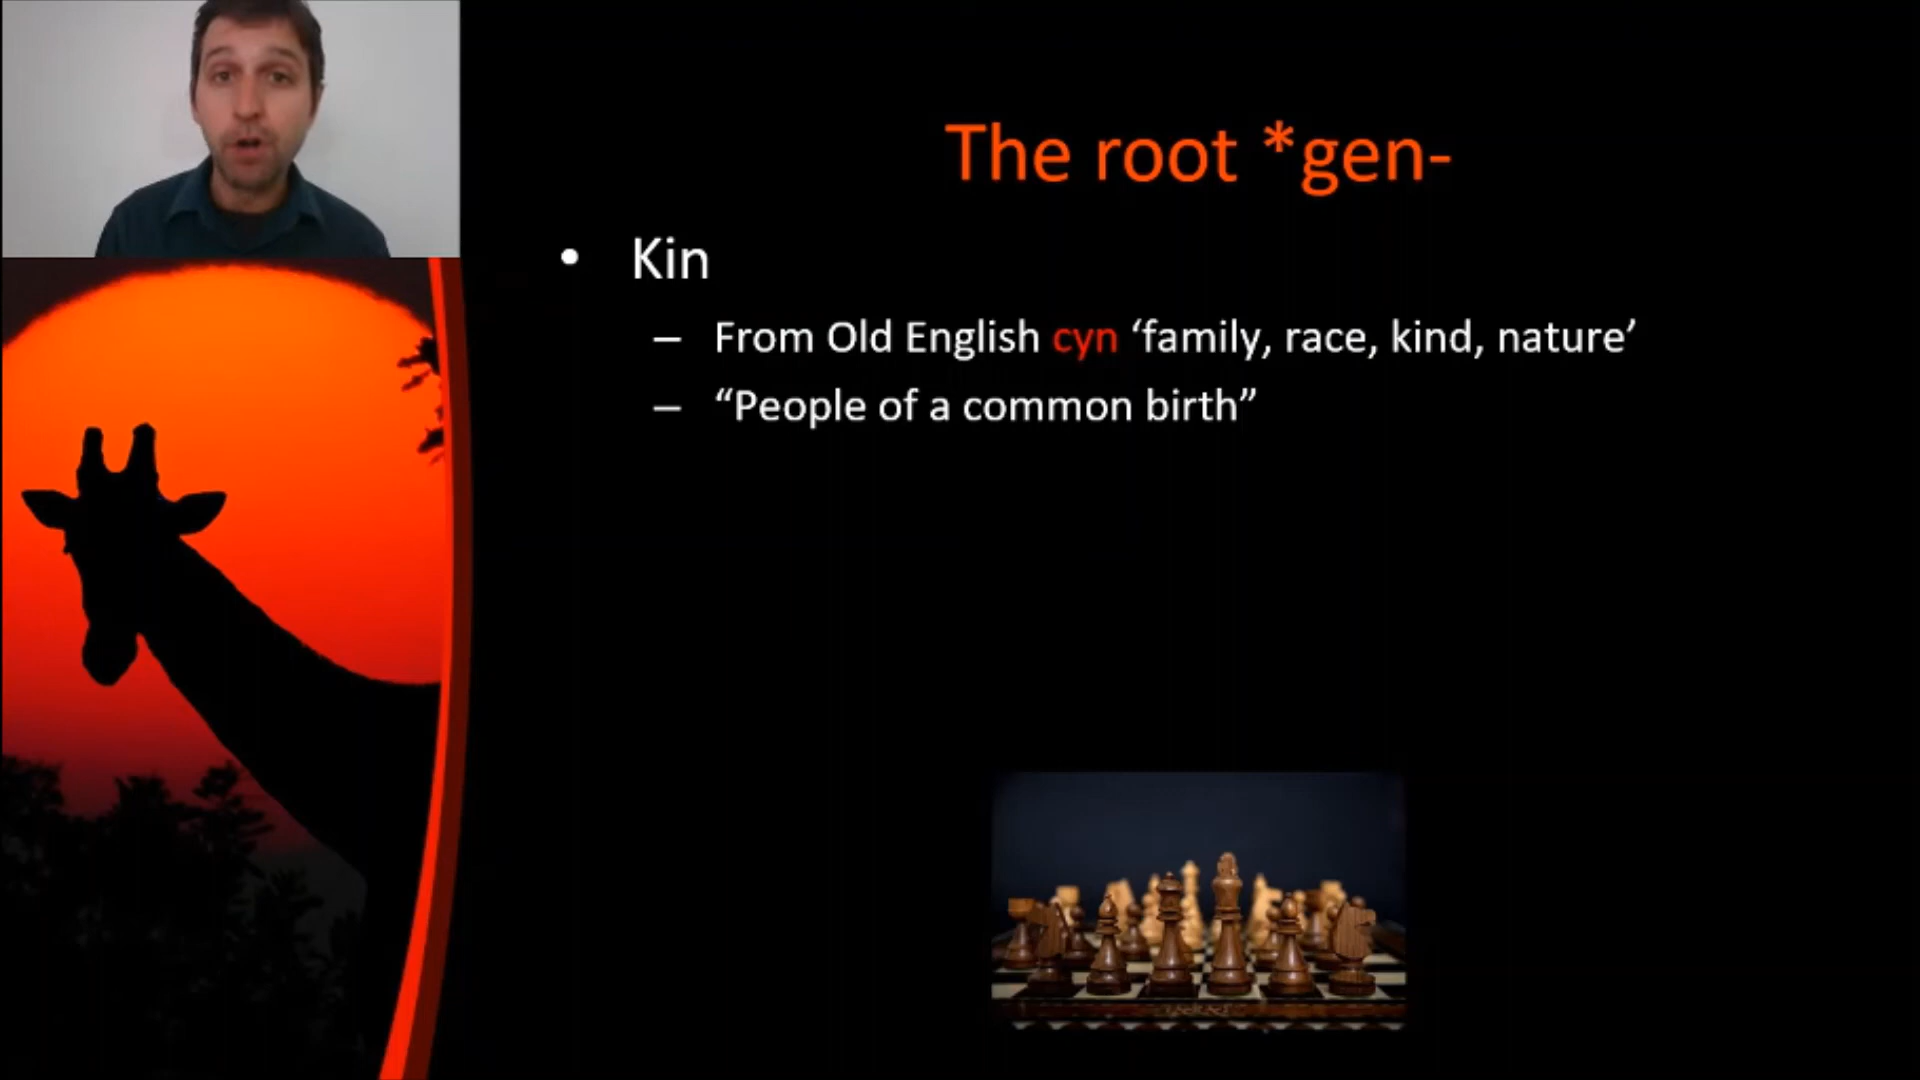 The root *gen-
• Kin
– From Old English cyn ‘family, race, kind, nature’
– “People of a common birth”